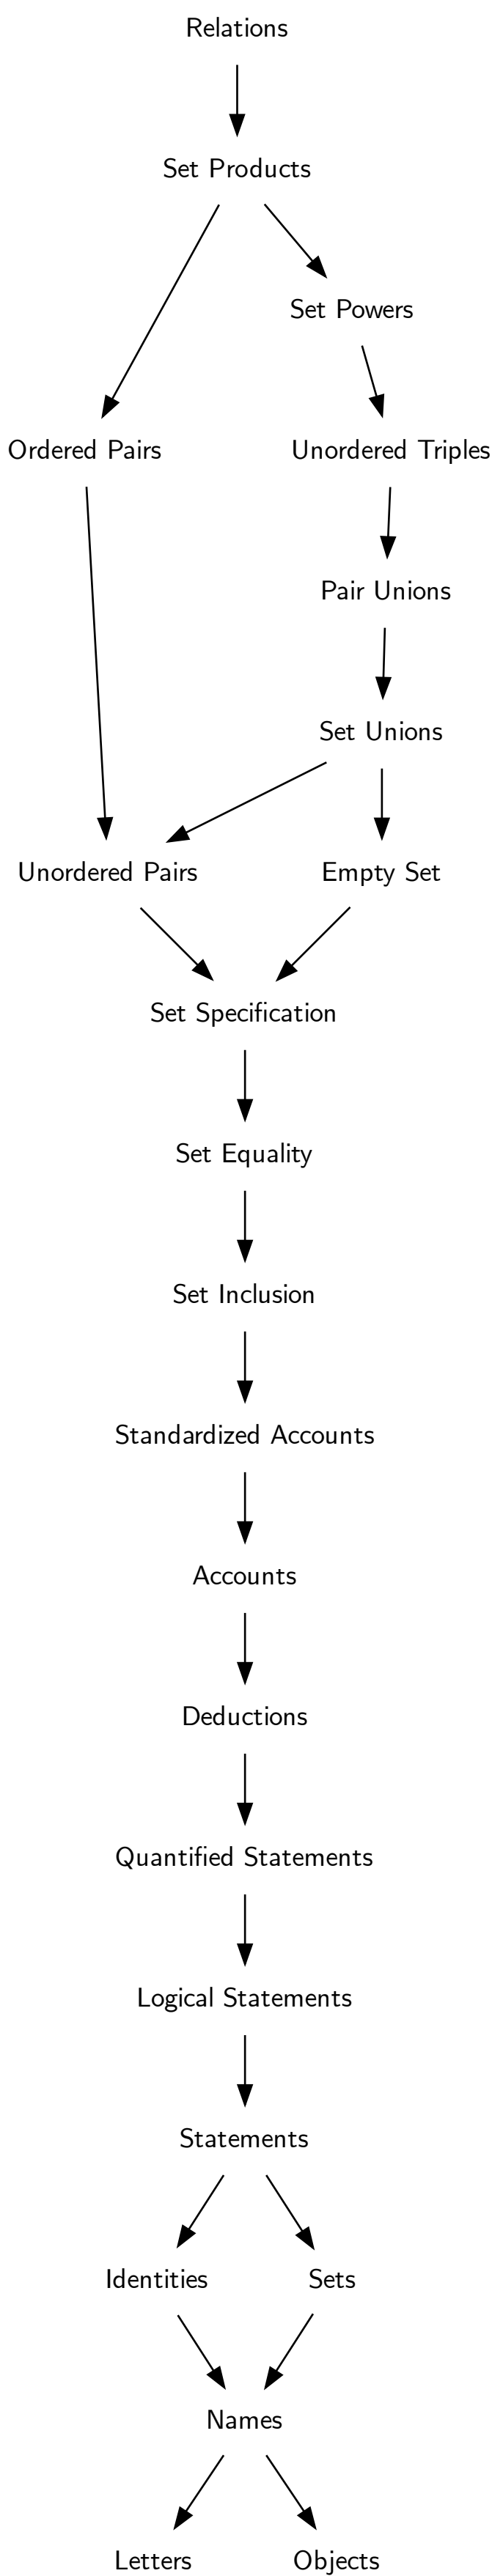 Relations
Set Products
Set Powers
Ordered Pairs
Unordered Triples
Pair Unions
Set Unions
Unordered Pairs
Empty Set
Set Specification
Set Equality
Set Inclusion
Standardized Accounts
Accounts
Deductions
Quantified Statements
Logical Statements
Statements
Identities
Sets
Names
Letters
Objects